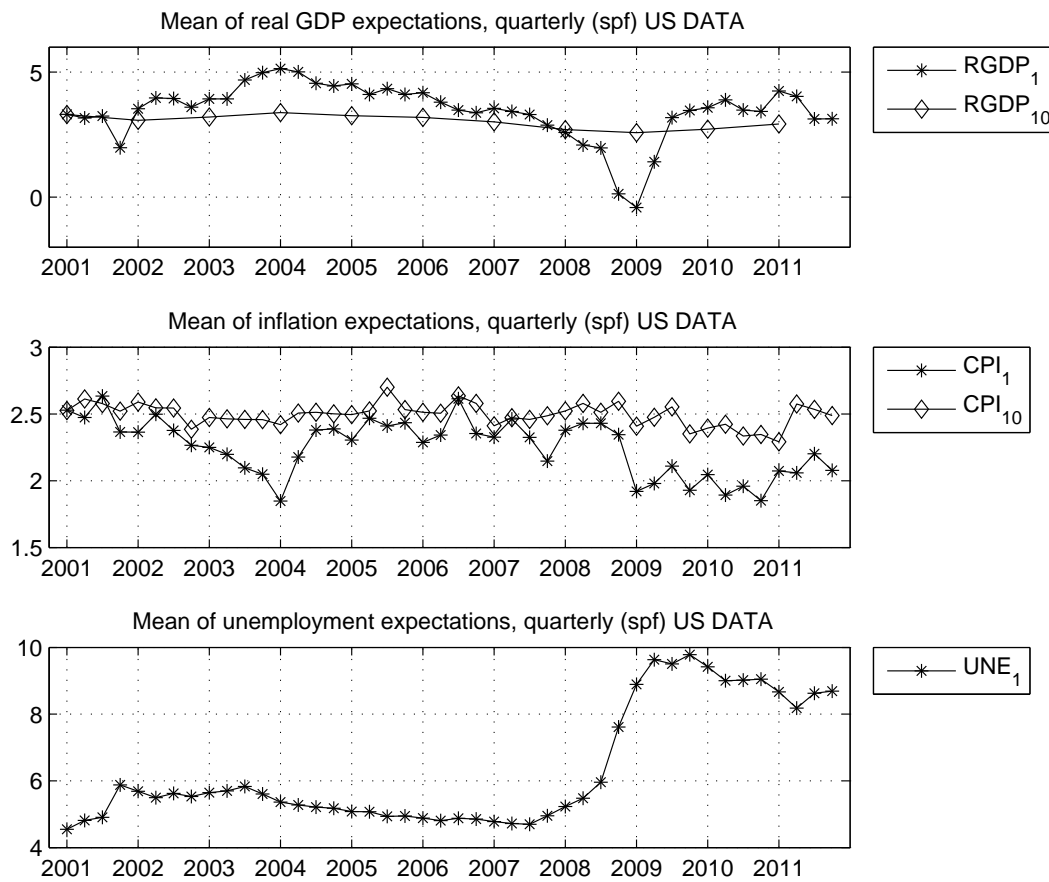 Mean of real GDP expectations, quarterly (spf) US DATA
5
0
2001 2002 2003 2004 2005 2006 2007 2008 2009 2010 2011
RGDP1
RGDP10
Mean of inflation expectations, quarterly (spf) US DATA
3
2.5
2
1.5
2001 2002 2003 2004 2005 2006 2007 2008 2009 2010 2011
CPI1
CPI10
Mean of unemployment expectations, quarterly (spf) US DATA
10
8
6
4
2001 2002 2003 2004 2005 2006 2007 2008 2009 2010 2011
UNE1